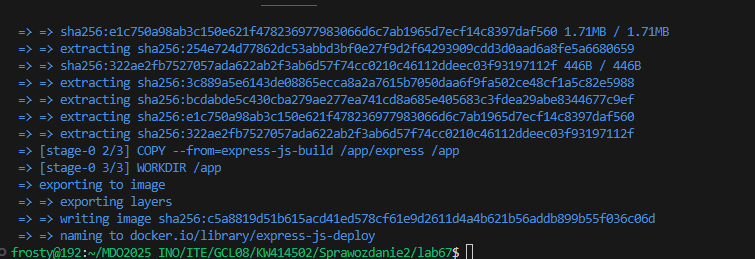 => => sha256:e1c750a98ab3c150e621f478236977983066d6c7ab1965d7ecf14c8397daf560 1.71MB / 1.71MB
=> => extracting sha256:254e724d77862dc53abbd3bf0e27f9d2f64293909cdd3d0aad6a8fe5a6680659
=> => sha256:322ae2fb7527057ada622ab2f3ab6d57f74cc0210c46112ddeec03f93197112f 446B / 446B
=> => extracting sha256:3c889a5e6143de08865ecca8a2a7615b7050daa6f9fa502ce48cf1a5c82e5988
=> => extracting sha256:bcdabde5c430cba279ae277ea741cd8a685e405683c3fdea29abe8344677c9ef
=> => extracting sha256:e1c750a98ab3c150e621f478236977983066d6c7ab1965d7ecf14c8397daf560
=> => extracting sha256:322ae2fb7527057ada622ab2f3ab6d57f74cc0210c46112ddeec03f93197112f
=> [stage-0 2/3] COPY --from=express-js-build /app/express /app
=> [stage-0 3/3] WORKDIR /app
=> exporting to image
=> => exporting layers
=> => writing image sha256:c5a8819d51b615acd41ed578cf61e9d2611d4a4b621b56addb899b55f036c06d
=> => naming to docker.io/library/express-js-deploy
frosty@192:~/MDO2025_INO/ITE/GCL08/KW414502/Sprawozdanie2/lab67$